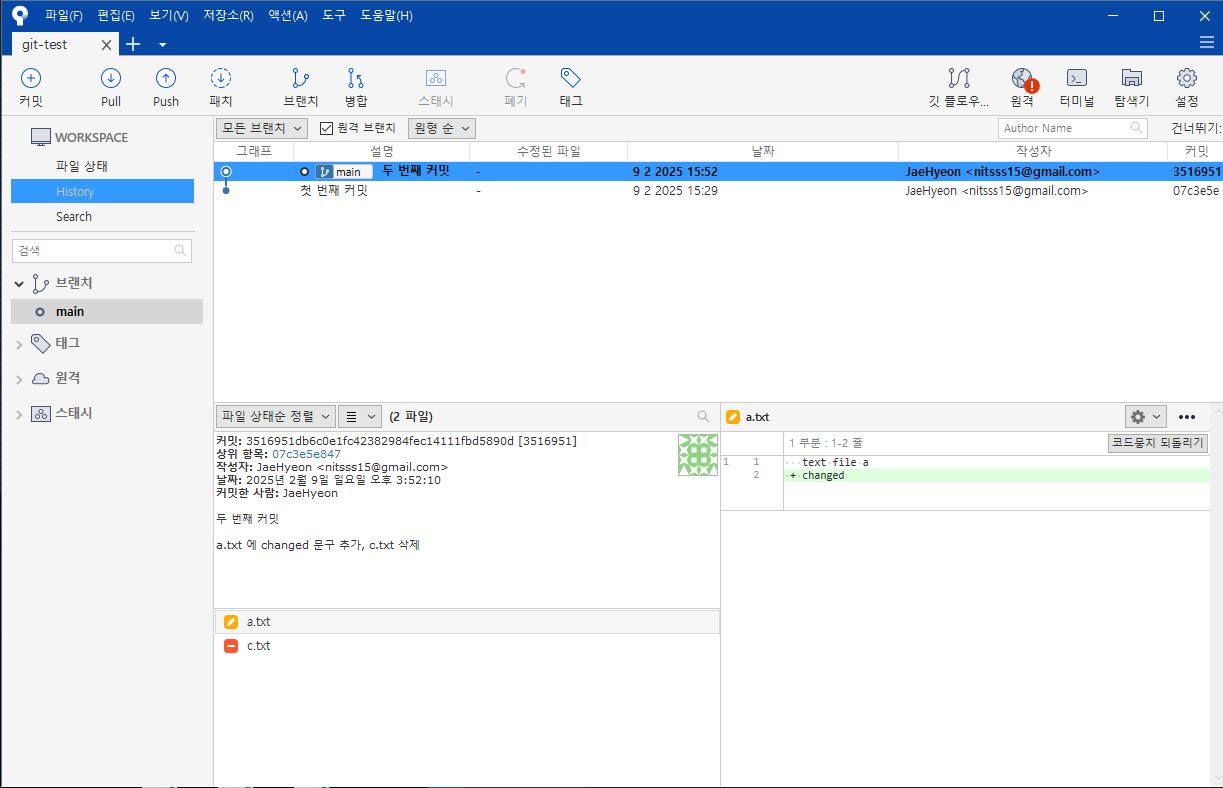 파일(F) 편집(E) 보기(V) 저장소(R) 액션(A) 도구 도움말(H)
git-test
커밋 Pull Push 패치 브랜치 병합 스태시 폐기 태그 깃 플로우... 원격 터미널 탐색기 설정
WORKSPACE
파일 상태
History
Search
검색
브랜치
main
태그
원격
스태시
모든 브랜치 원격 브랜치 원형 순 Author Name 건너뛰기:
그래프 설명 수정된 파일 날짜 작성자 커밋
main 두 번째 커밋 - 9 2 2025 15:52 JaeHyeon <nitsss15@gmail.com> 3516951
첫 번째 커밋 - 9 2 2025 15:29 JaeHyeon <nitsss15@gmail.com> 07c3e5e
파일 상태순 정렬 (2 파일)
커밋: 3516951db6c0e1fc42382984fec14111fbd5890d [3516951]
상위 항목: 07c3e5e847
작성자: JaeHyeon <nitsss15@gmail.com>
날짜: 2025년 2월 9일 일요일 오후 3:52:10
커밋한 사람: JaeHyeon
두 번째 커밋
a.txt 에 changed 문구 추가, c.txt 삭제
a.txt
c.txt
a.txt
1 부분 : 1-2 줄 코드뭉치 되돌리기
1 1 text file a
2 + changed